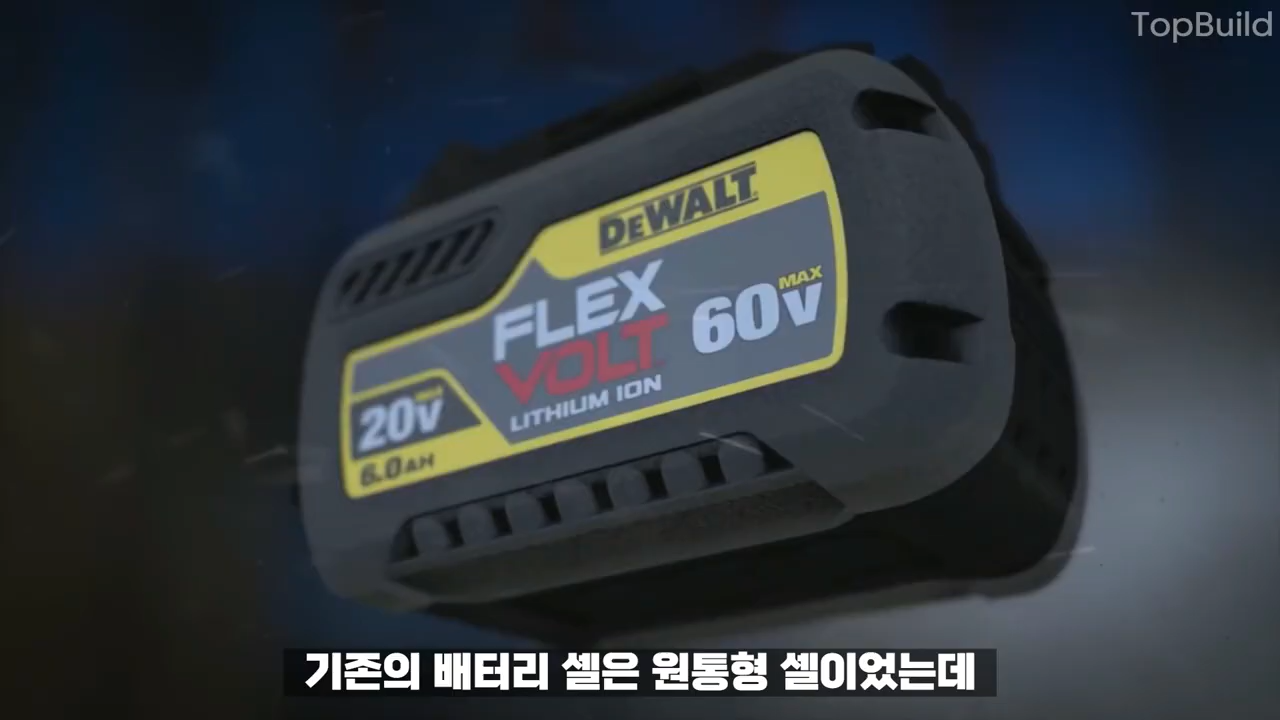 TopBuild
DEWALT
FLEX
VOLT
LITHIUM ION
60V MAX
20V MAX
6.0AH
기존의 배터리 셀은 원통형 셀이었는데